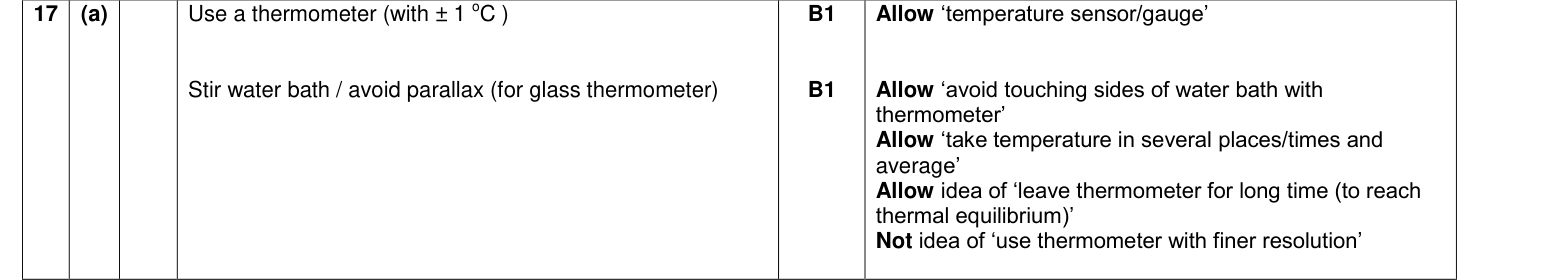 17 (a) Use a thermometer (with ± 1 °C ) B1 Allow ‘temperature sensor/gauge’
Stir water bath / avoid parallax (for glass thermometer) B1 Allow ‘avoid touching sides of water bath with
thermometer’
Allow ‘take temperature in several places/times and
average’
Allow idea of ‘leave thermometer for long time (to reach
thermal equilibrium)’
Not idea of ‘use thermometer with finer resolution’